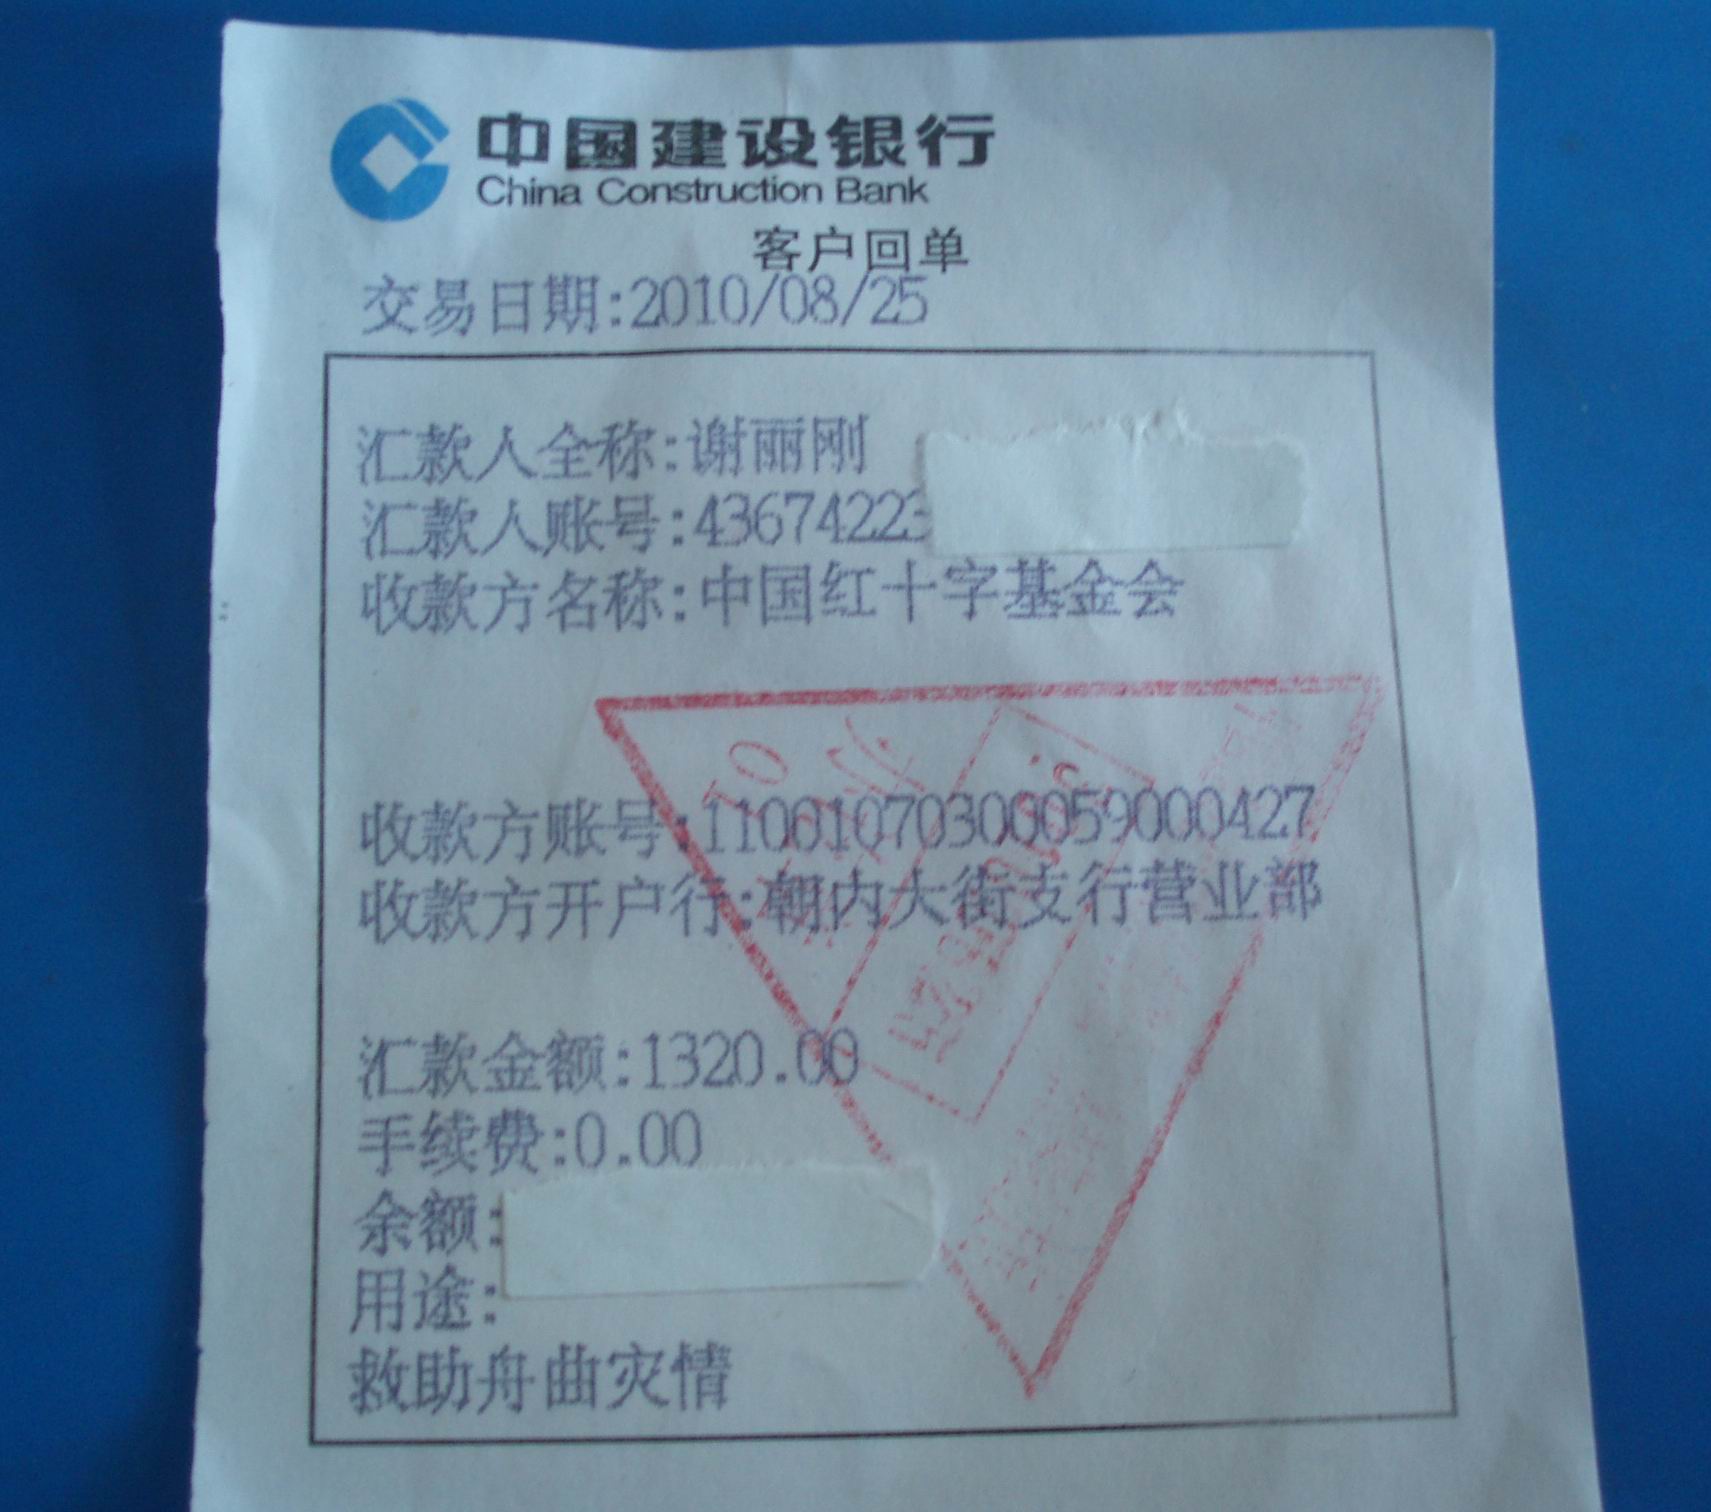 中国建设银行
China Construction Bank
客户回单
交易日期:2010/08/25
汇款人全称:谢丽刚
汇款人账号:43674223
收款方名称:中国红十字基金会
收款方账号:11001070300059000427
收款方开户行:朝内大街支行营业部
汇款金额:1320.00
手续费:0.00
余额:
用途:
救助舟曲灾情